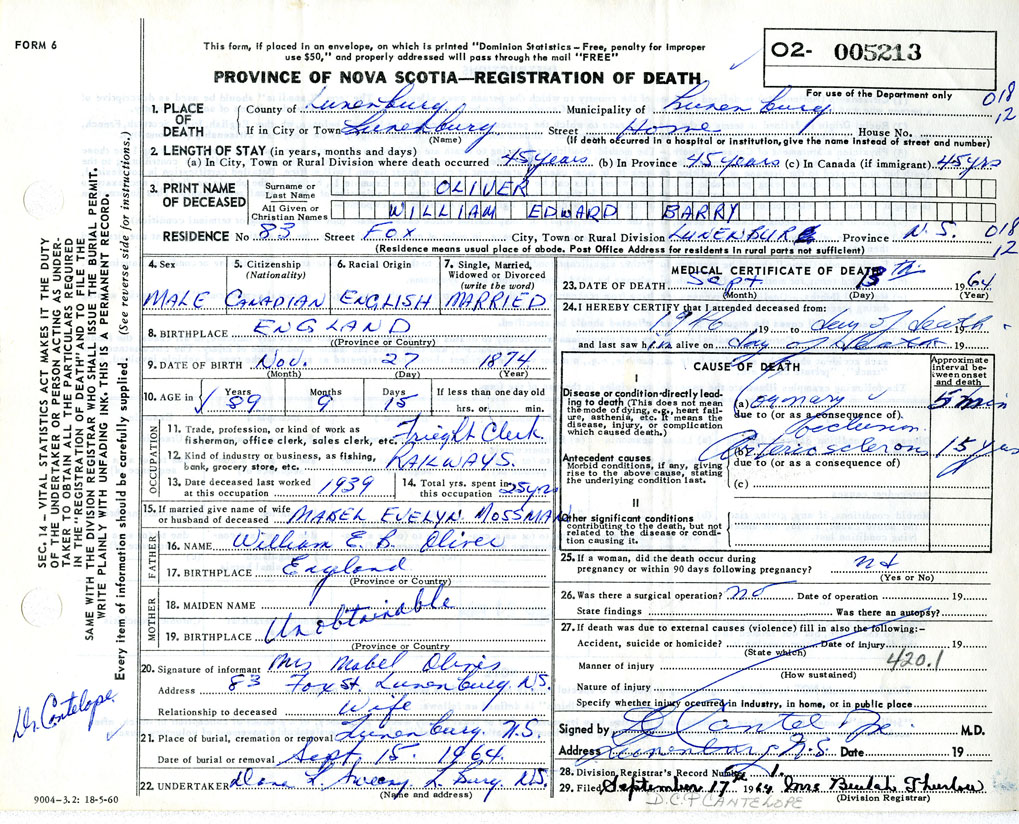 FORM 6
This form, if placed in an envelope, on which is printed "Dominion Statistics – Free, penalty for improper
use $50," and properly addressed will pass through the mail "FREE"
PROVINCE OF NOVA SCOTIA—REGISTRATION OF DEATH
O2- 005213
For use of the Department only
018
12
1. PLACE OF DEATH
County of Lunenburg Municipality of Lunenburg
If in City or Town Lunenburg Street Home House No.
(Name) (If death occurred in a hospital or institution, give the name instead of street and number)
2. LENGTH OF STAY (in years, months and days)
(a) In City, Town or Rural Division where death occurred 45 years (b) In Province 45 years (c) In Canada (if immigrant) 45 yrs
3. PRINT NAME OF DECEASED
Surname or Last Name OLIVER
All Given or Christian Names WILLIAM EDWARD BARRY
RESIDENCE No 83 Street FOX City, Town or Rural Division LUNENBURG Province N.S. 018
12
(Residence means usual place of abode. Post Office Address for residents in rural parts not sufficient)
4. Sex MALE
5. Citizenship (Nationality) CANADIAN
6. Racial Origin ENGLISH
7. Single, Married, Widowed or Divorced (write the word) MARRIED
8. BIRTHPLACE ENGLAND
(Province or Country)
9. DATE OF BIRTH Nov. 27 1874
(Month) (Day) (Year)
10. AGE in Years 89 Months 9 Days 15 If less than one day old
hrs. or min.
OCCUPATION
11. Trade, profession, or kind of work as
fisherman, office clerk, sales clerk, etc. Frieght Clerk
12. Kind of industry or business, as fishing,
bank, grocery store, etc. RAILWAYS.
13. Date deceased last worked
at this occupation 1939
14. Total yrs. spent in
this occupation 25 yrs
15. If married give name of wife
or husband of deceased MABEL EVELYN MOSSMAN
FATHER
16. NAME William E. B. Oliver
17. BIRTHPLACE England
(Province or Country)
MOTHER
18. MAIDEN NAME
19. BIRTHPLACE Unobtainable
(Province or Country
20. Signature of informant Mrs Mabel Oliver
Address 83 Fox St. Lunenburg. N.S.
Relationship to deceased Wife
21. Place of burial, cremation or removal Lunenburg. N.S.
Date of burial or removal Sept. 15. 1964.
22. UNDERTAKER L. Burg N.S.
(Name and address)
9004-3.2: 18-5-60
MEDICAL CERTIFICATE OF DEATH
23. DATE OF DEATH Sept. 13th 1964
(Month) (Day) (Year)
24. I HEREBY CERTIFY that I attended deceased from:
1946 19 to day of death 19
and last saw him alive on day of death 19
CAUSE OF DEATH
Approximate interval between onset and death
I
Disease or condition directly leading to death (This does not mean the mode of dying, e.g., heart failure, asthenia, etc. It means the disease, injury, or complication which caused death.)
(a) Coronary occlusion 5 min
due to (or as a consequence of).
Antecedent causes
Morbid conditions, if any, giving rise to the above cause, stating the underlying condition last.
(b) Arteriosclerosis 15 yrs
due to (or as a consequence of)
(c)
II
Other significant conditions
contributing to the death, but not related to the disease or condition causing it.
25. If a woman, did the death occur during
pregnancy or within 90 days following pregnancy?
(Yes or No)
26. Was there a surgical operation? no Date of operation 19
State findings Was there an autopsy?
27. If death was due to external causes (violence) fill in also the following:–
Accident, suicide or homicide? Date of injury 19
(State which) 420.1
Manner of injury
(How sustained)
Nature of injury
Specify whether injury occurred in industry, in home, or in public place
Signed by M.D.
Address Lunenburg N.S. Date 19
28. Division Registrar's Record Number 1.
29. Filed September 17th 1964 Mrs Beulah Thurlow
D.C.F CANTELOPE (Division Registrar)
SEC. 14 – VITAL STATISTICS ACT MAKES IT THE DUTY
OF THE UNDERTAKER OR PERSON ACTING AS UNDER-
TAKER TO OBTAIN ALL THE PARTICULARS REQUIRED
IN THE "REGISTRATION OF DEATH" AND TO FILE THE
SAME WITH THE DIVISION REGISTRAR WHO SHALL ISSUE THE BURIAL PERMIT.
WRITE PLAINLY WITH UNFADING INK. THIS IS A PERMANENT RECORD.
Every item of information should be carefully supplied. (See reverse side for instructions.)
Dr. Cantelope.